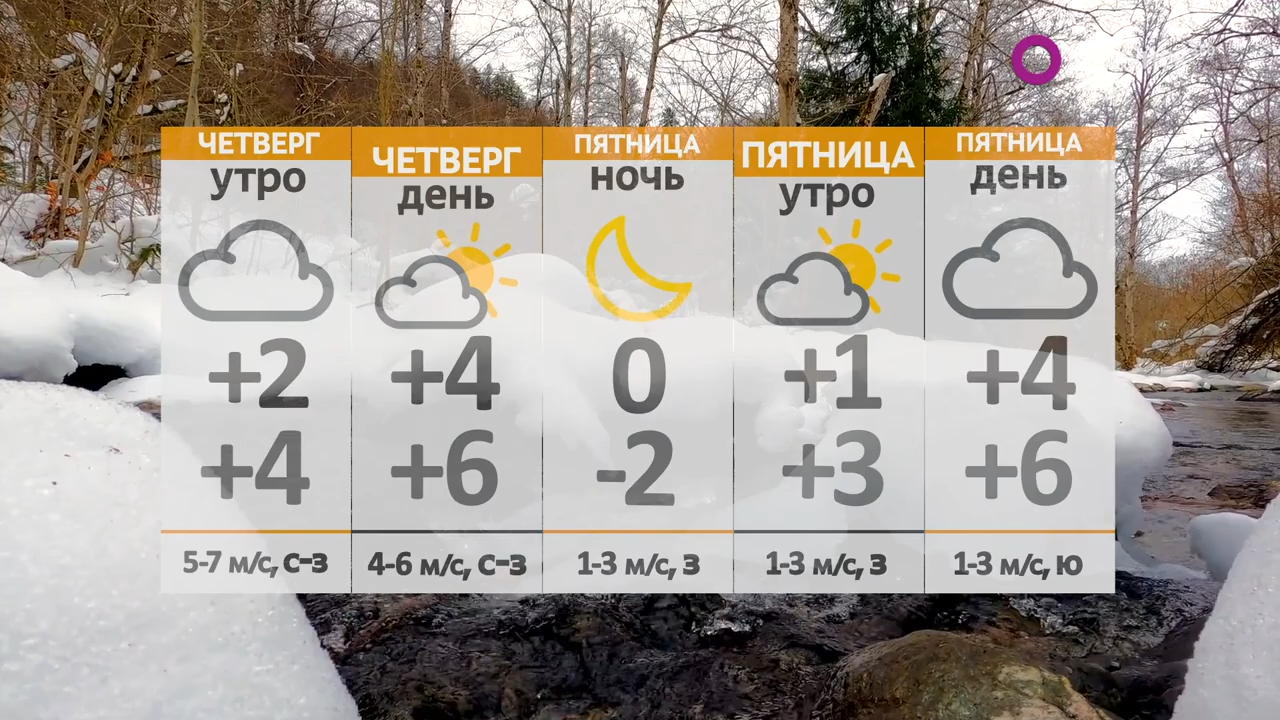 ЧЕТВЕРГ
утро
+2
+4
5-7 м/с, с-з
ЧЕТВЕРГ
день
+4
+6
4-6 м/с, с-з
ПЯТНИЦА
ночь
0
-2
1-3 м/с, з
ПЯТНИЦА
утро
+1
+3
1-3 м/с, з
ПЯТНИЦА
день
+4
+6
1-3 м/с, ю